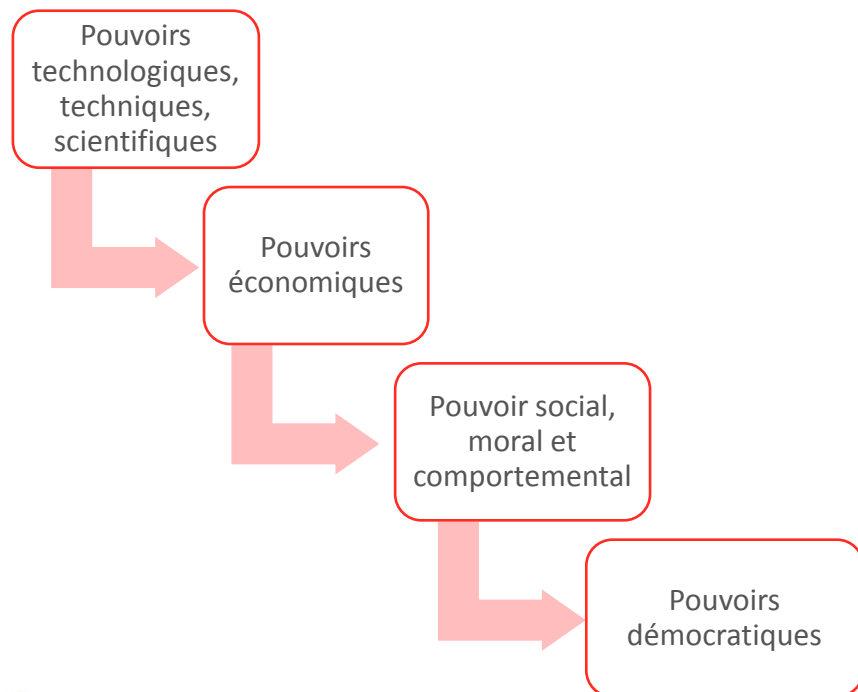 Pouvoirs
technologiques,
techniques,
scientifiques
Pouvoirs
économiques
Pouvoir social,
moral et
comportemental
Pouvoirs
démocratiques